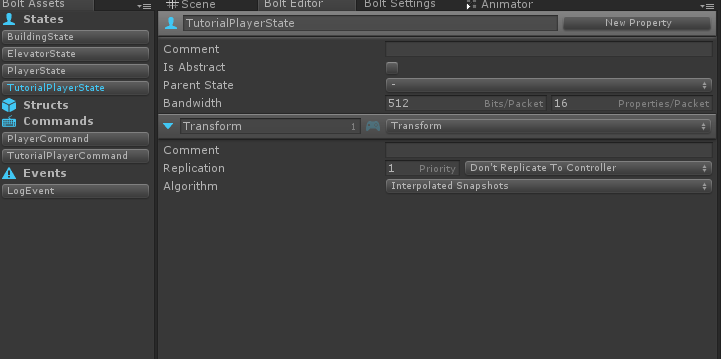 Bolt Assets
Scene
Bolt Editor
Bolt Settings
Animator
States
BuildingState
ElevatorState
PlayerState
TutorialPlayerState
Structs
Commands
PlayerCommand
TutorialPlayerCommand
Events
LogEvent
TutorialPlayerState
New Property
Comment
Is Abstract
Parent State
-
Bandwidth
512 Bits/Packet 16 Properties/Packet
Transform 1 Transform
Comment
Replication
1 Priority Don't Replicate To Controller
Algorithm
Interpolated Snapshots